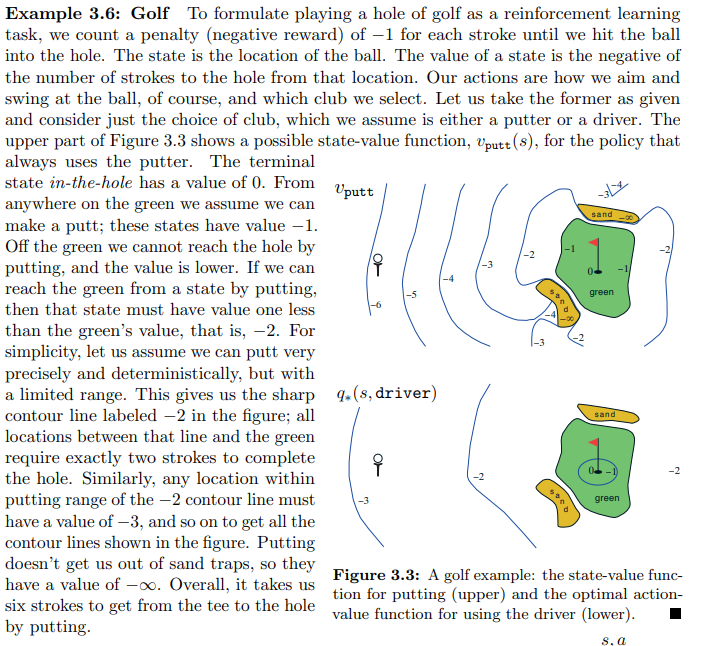 Example 3.6: Golf To formulate playing a hole of golf as a reinforcement learning
task, we count a penalty (negative reward) of −1 for each stroke until we hit the ball
into the hole. The state is the location of the ball. The value of a state is the negative of
the number of strokes to the hole from that location. Our actions are how we aim and
swing at the ball, of course, and which club we select. Let us take the former as given
and consider just the choice of club, which we assume is either a putter or a driver. The
upper part of Figure 3.3 shows a possible state-value function, vputt(s), for the policy that
always uses the putter. The terminal
state in-the-hole has a value of 0. From
anywhere on the green we assume we can
make a putt; these states have value −1.
Off the green we cannot reach the hole by
putting, and the value is lower. If we can
reach the green from a state by putting,
then that state must have value one less
than the green's value, that is, −2. For
simplicity, let us assume we can putt very
precisely and deterministically, but with
a limited range. This gives us the sharp
contour line labeled −2 in the figure; all
locations between that line and the green
require exactly two strokes to complete
the hole. Similarly, any location within
putting range of the −2 contour line must
have a value of −3, and so on to get all the
contour lines shown in the figure. Putting
doesn't get us out of sand traps, so they
have a value of −∞. Overall, it takes us
six strokes to get from the tee to the hole
by putting.
vputt
−3
−4
sand
−∞
−1
−2
−2
−3
0
−1
−4
green
−5
sand
−6
−4
−∞
−3
−2
q*(s, driver)
sand
0
−1
−2
−2
−3
sand
green
Figure 3.3: A golf example: the state-value func-
tion for putting (upper) and the optimal action-
value function for using the driver (lower). ■
s, a